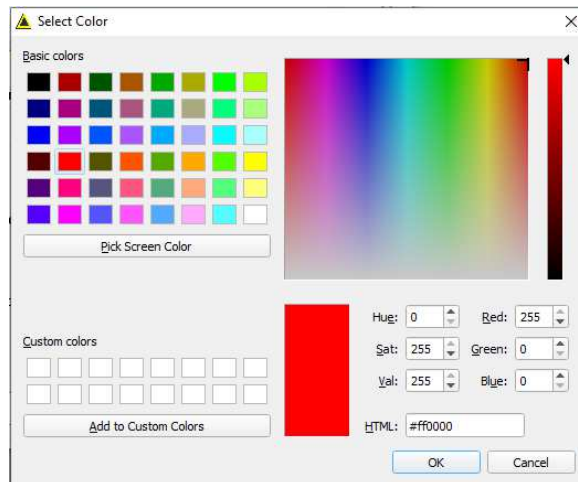 Select Color
Basic colors
Pick Screen Color
Custom colors
Add to Custom Colors
Hue: 0
Red: 255
Sat: 255
Green: 0
Val: 255
Blue: 0
HTML: #ff0000
OK
Cancel